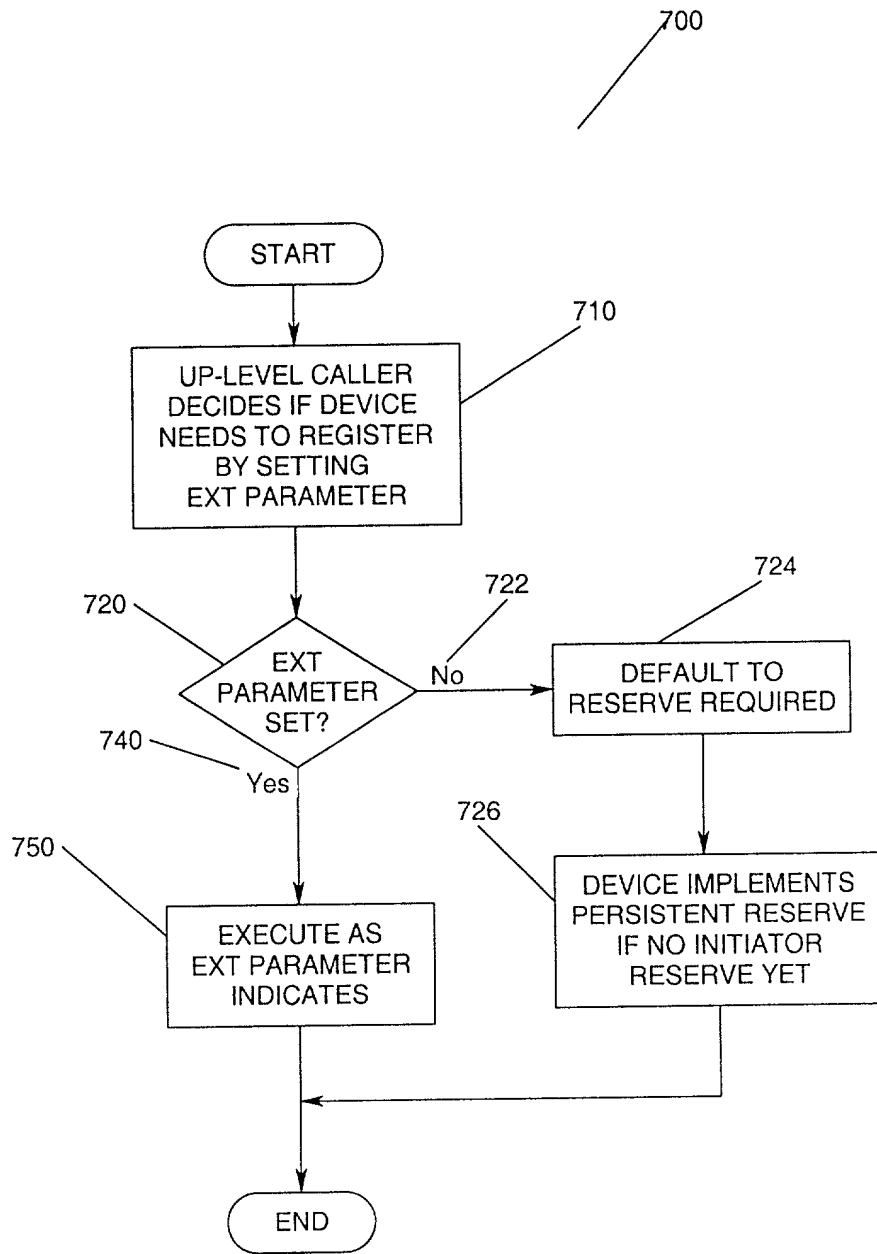 700
START
710
UP-LEVEL CALLER
DECIDES IF DEVICE
NEEDS TO REGISTER
BY SETTING
EXT PARAMETER
720
EXT
PARAMETER
SET?
722
No
724
DEFAULT TO
RESERVE REQUIRED
740
Yes
726
DEVICE IMPLEMENTS
PERSISTENT RESERVE
IF NO INITIATOR
RESERVE YET
750
EXECUTE AS
EXT PARAMETER
INDICATES
END